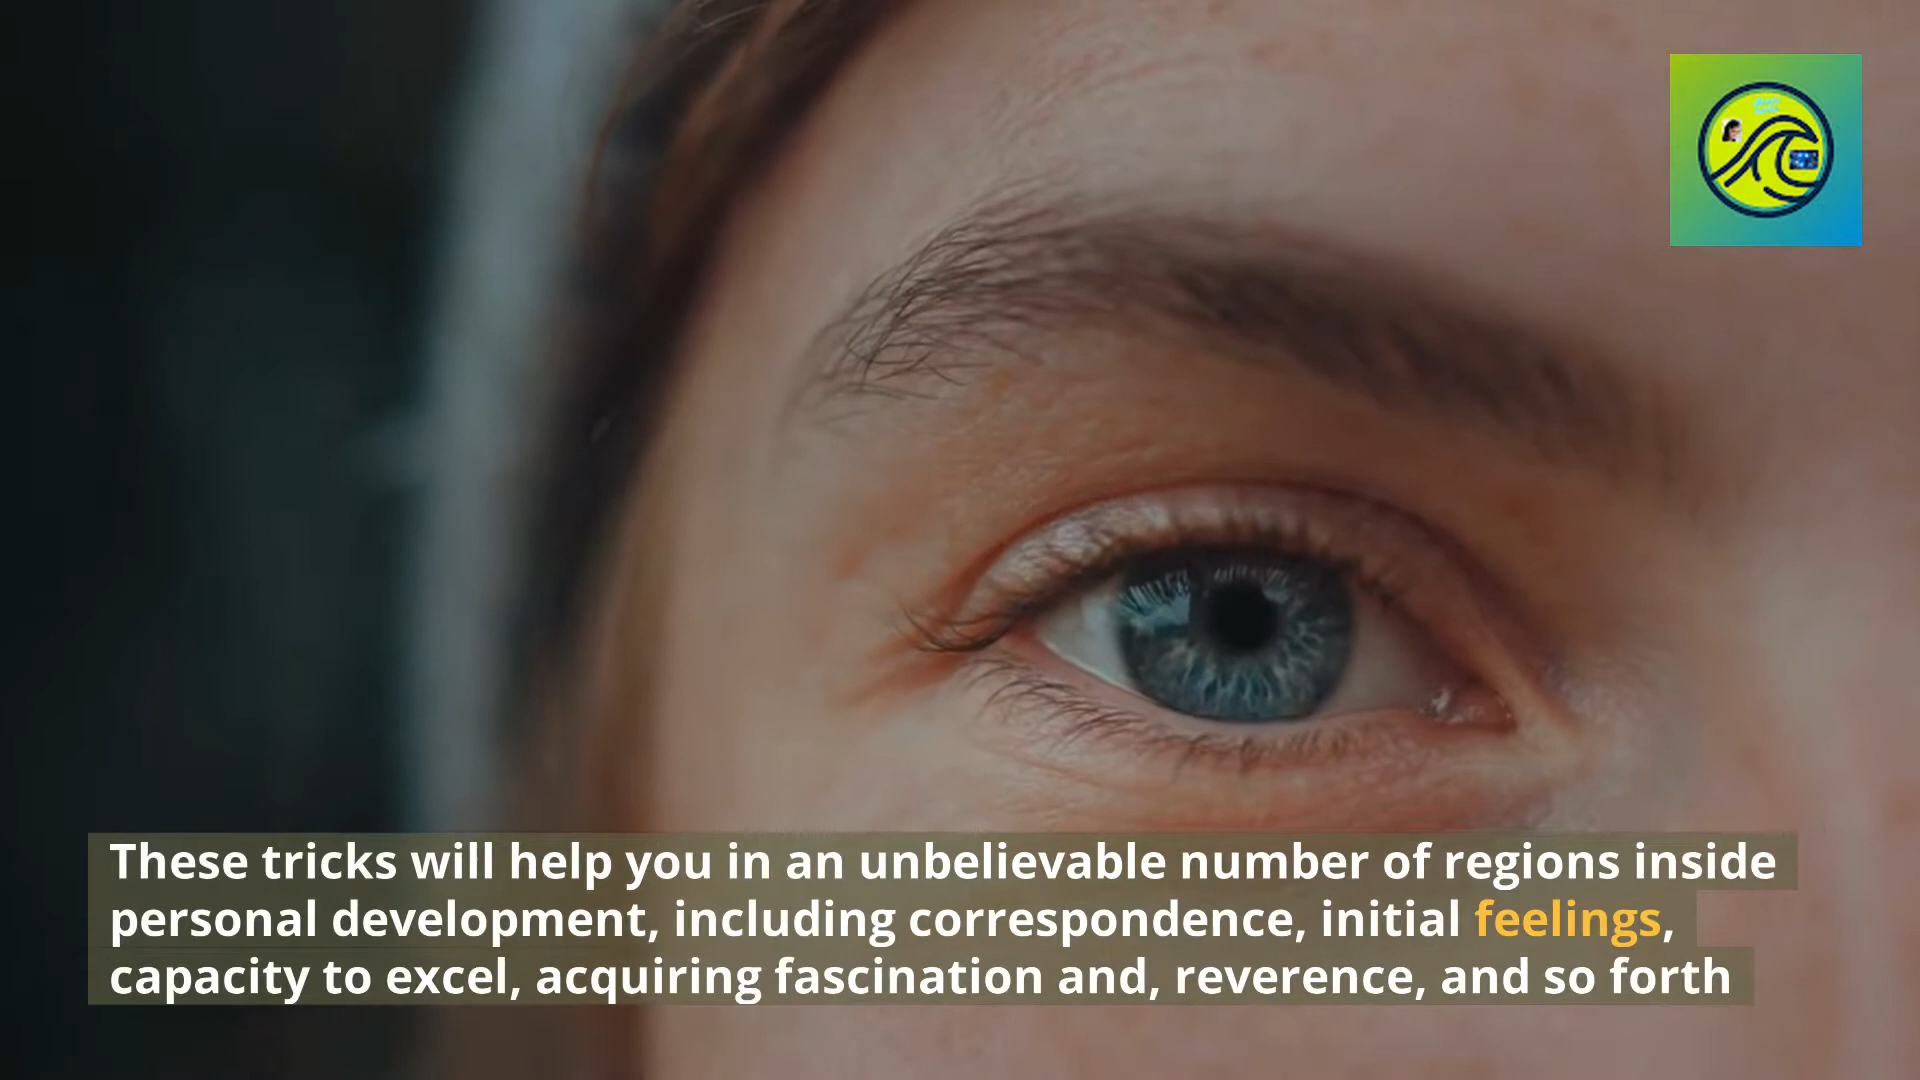 These tricks will help you in an unbelievable number of regions inside
personal development, including correspondence, initial feelings,
capacity to excel, acquiring fascination and, reverence, and so forth